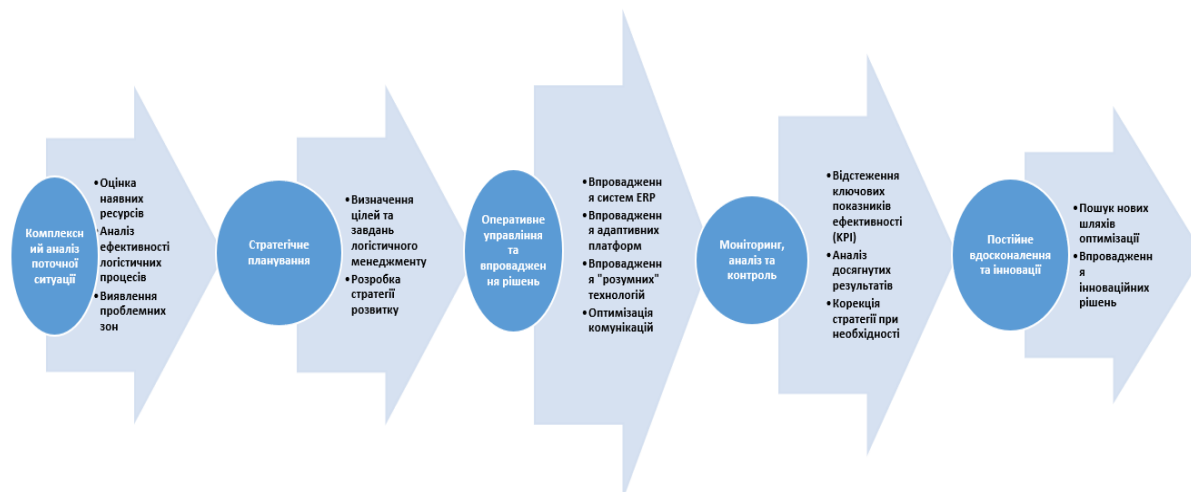 Комплексн
ий аналіз
поточної
ситуації
•Оцінка
наявних
ресурсів
•Аналіз
ефективності
логістичних
процесів
•Виявлення
проблемних
зон
Стратегічне
планування
•Визначення
цілей та
завдань
логістичного
менеджменту
•Розробка
стратегії
розвитку
Оперативне
управління
та
впроваджен
ня рішень
•Впровадженн
я систем ERP
•Впровадженн
я адаптивних
платформ
•Впровадженн
я "розумних"
технологій
•Оптимізація
комунікацій
Моніторинг,
аналіз та
контроль
•Відстеження
ключових
показників
ефективності
(KPI)
•Аналіз
досягнутих
результатів
•Корекція
стратегії при
необхідності
Постійне
вдосконалення
та інновації
•Пошук нових
шляхів
оптимізації
•Впровадженн
я
інноваційних
рішень